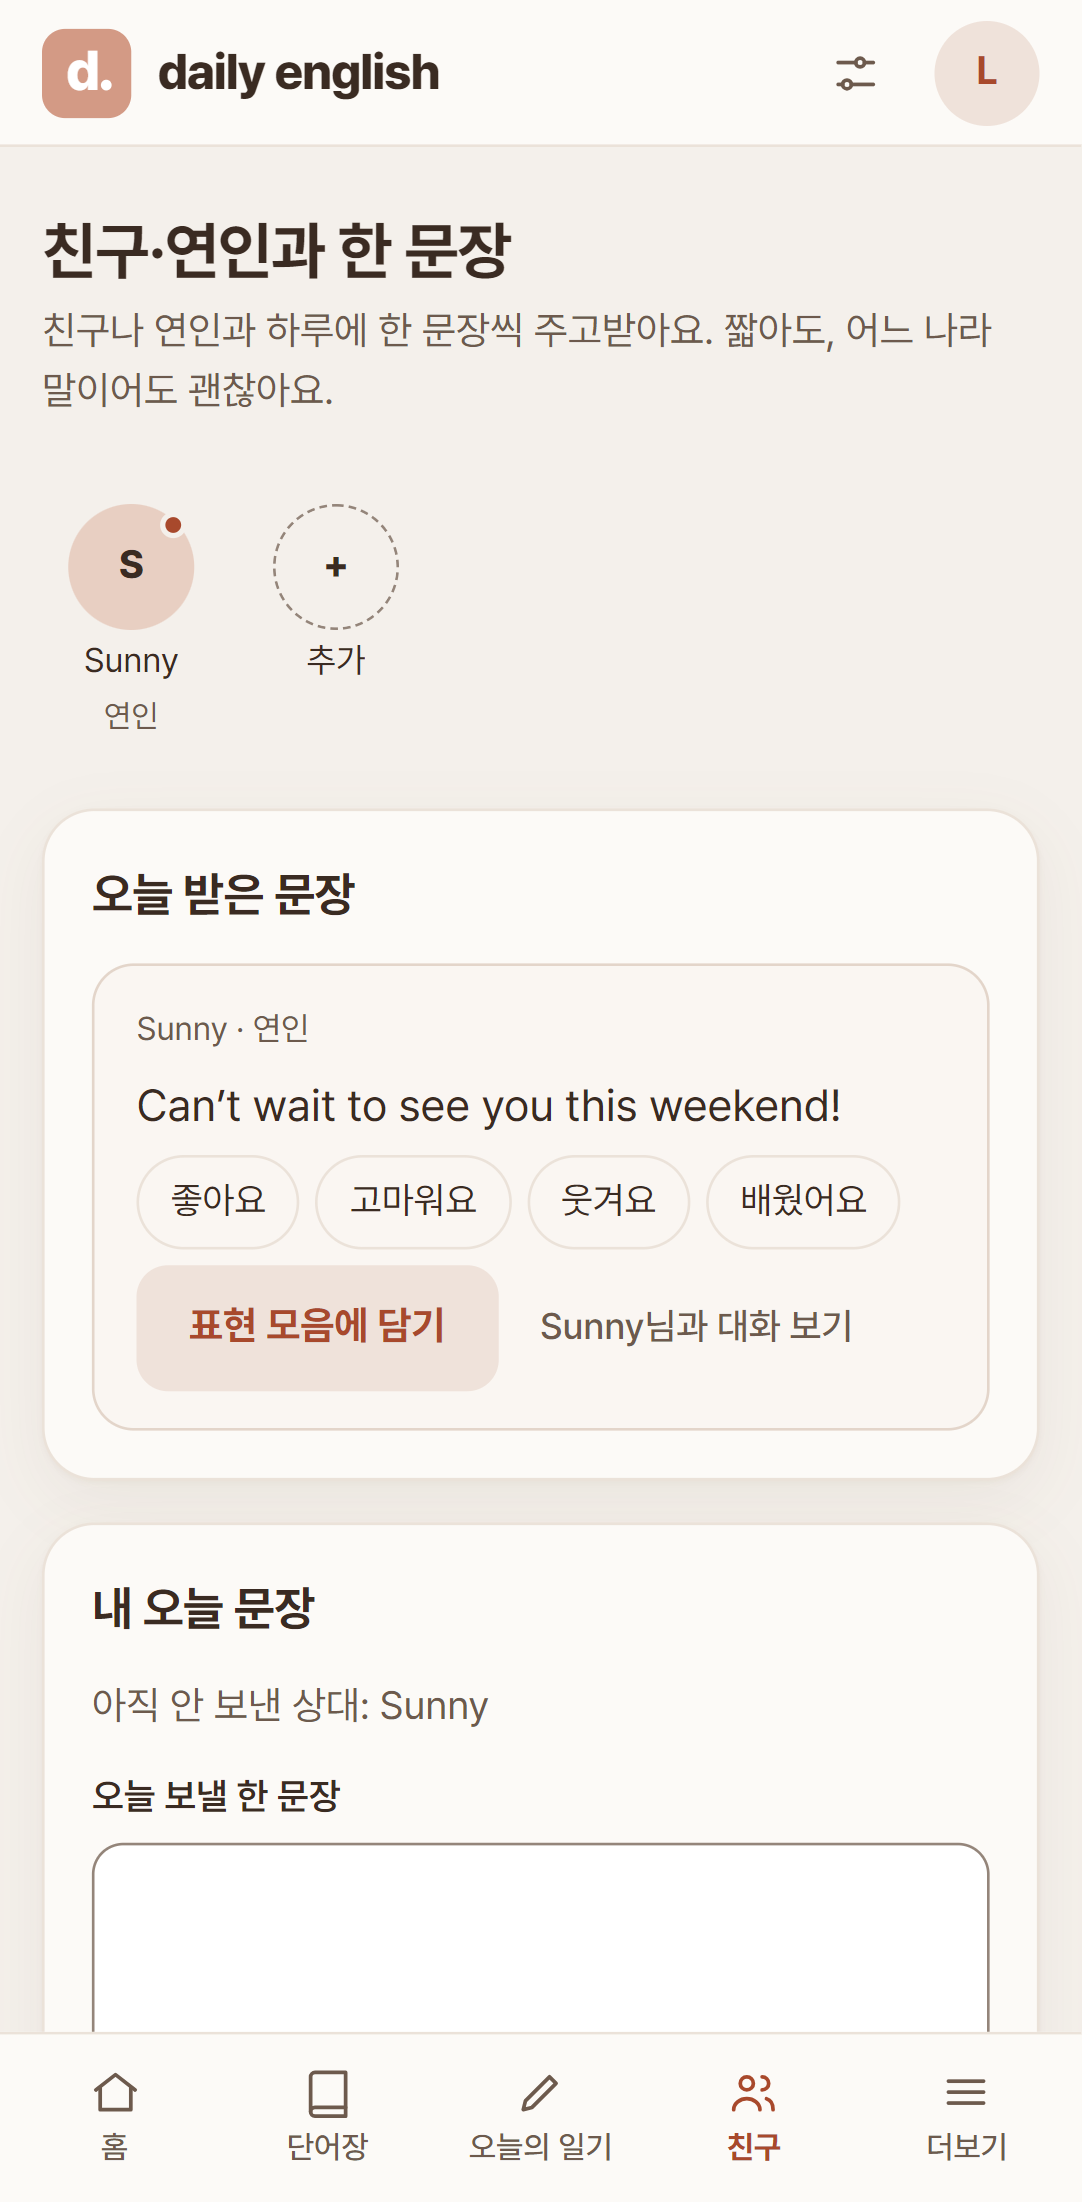 d. daily english
L
친구·연인과 한 문장
친구나 연인과 하루에 한 문장씩 주고받아요. 짧아도, 어느 나라
말이어도 괜찮아요.
S
+
Sunny
추가
연인
오늘 받은 문장
Sunny · 연인
Can’t wait to see you this weekend!
좋아요 고마워요 웃겨요 배웠어요
표현 모음에 담기 Sunny님과 대화 보기
내 오늘 문장
아직 안 보낸 상대: Sunny
오늘 보낼 한 문장
홈 단어장 오늘의 일기 친구 더보기